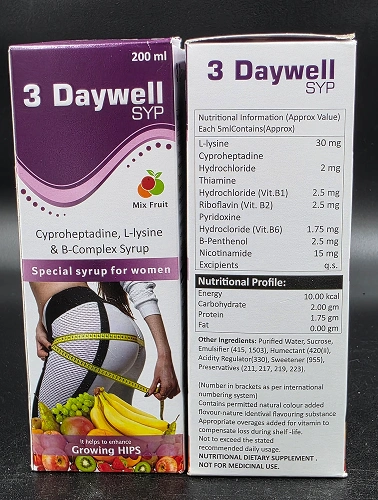 200 ml
3 Daywell
SYP
Mix Fruit
Cyproheptadine, L-lysine
& B-Complex Syrup
Special syrup for women
It helps to enhance
Growing HIPS
3 Daywell
SYP
Nutritional Information (Approx Value)
Each 5mlContains(Approx)
L-lysine 30 mg
Cyproheptadine
Hydrochloride 2 mg
Thiamine
Hydrochloride (Vit.B1) 2.5 mg
Riboflavin (Vit. B2) 2.5 mg
Pyridoxine
Hydrocloride (Vit.B6) 1.75 mg
B-Penthenol 2.5 mg
Nicotinamide 15 mg
Excipients q.s.
Nutritional Profile:
Energy 10.00 kcal
Carbohydrate 2.00 gm
Protein 1.75 gm
Fat 0.00 gm
Other Ingredients: Purified Water, Sucrose,
Emulsifier (415, 1503), Humectant (420(ii),
Acidity Regulator(330), Sweetener (955),
Preservatives (211, 217, 219, 223).
(Number in brackets as per international
numbering system)
Contains permitted natural colour added
flavour-nature identival flavouring substance
Appropriate overages added for vitamin to
compensate loss during shelf -life.
Not to exceed the stated
recommended daily usage.
NUTRITIONAL DIETARY SUPPLEMENT .
NOT FOR MEDICINAL USE.